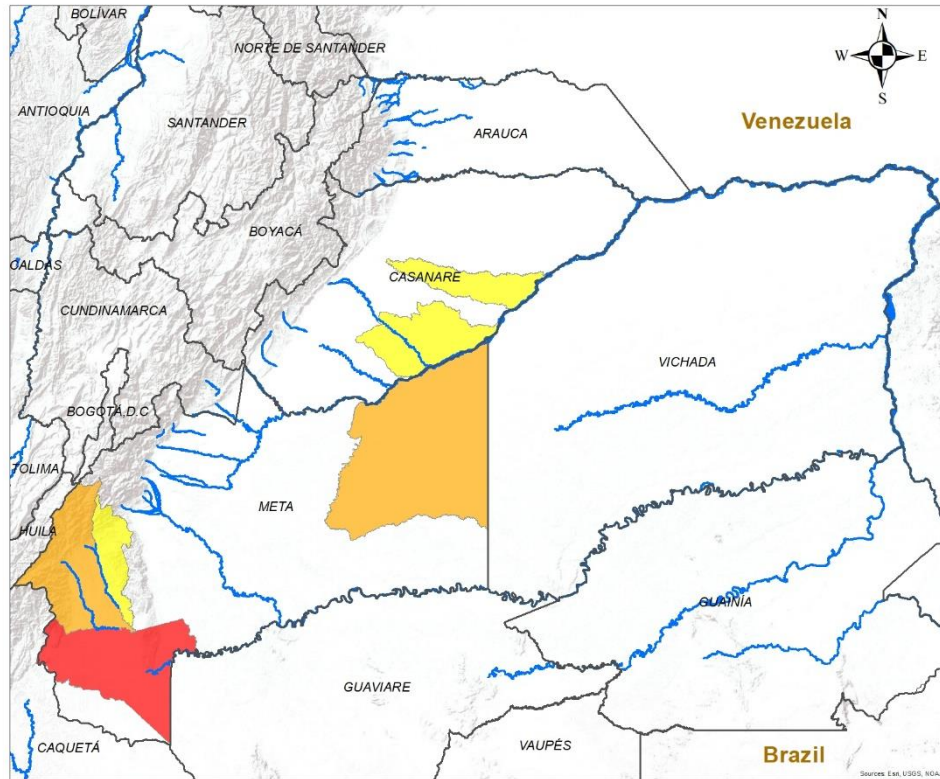 BOLÍVAR
NORTE DE SANTANDER
N
W
E
S
ANTIOQUIA
SANTANDER
ARAUCA
Venezuela
BOYACÁ
CALDAS
CASANARE
CUNDINAMARCA
VICHADA
BOGOTÁ,D.C
TOLIMA
META
HUILA
GUAINÍA
GUAVIARE
CAQUETÁ
VAUPÉS
Brazil
Sources: Esri, USGS, NOAA